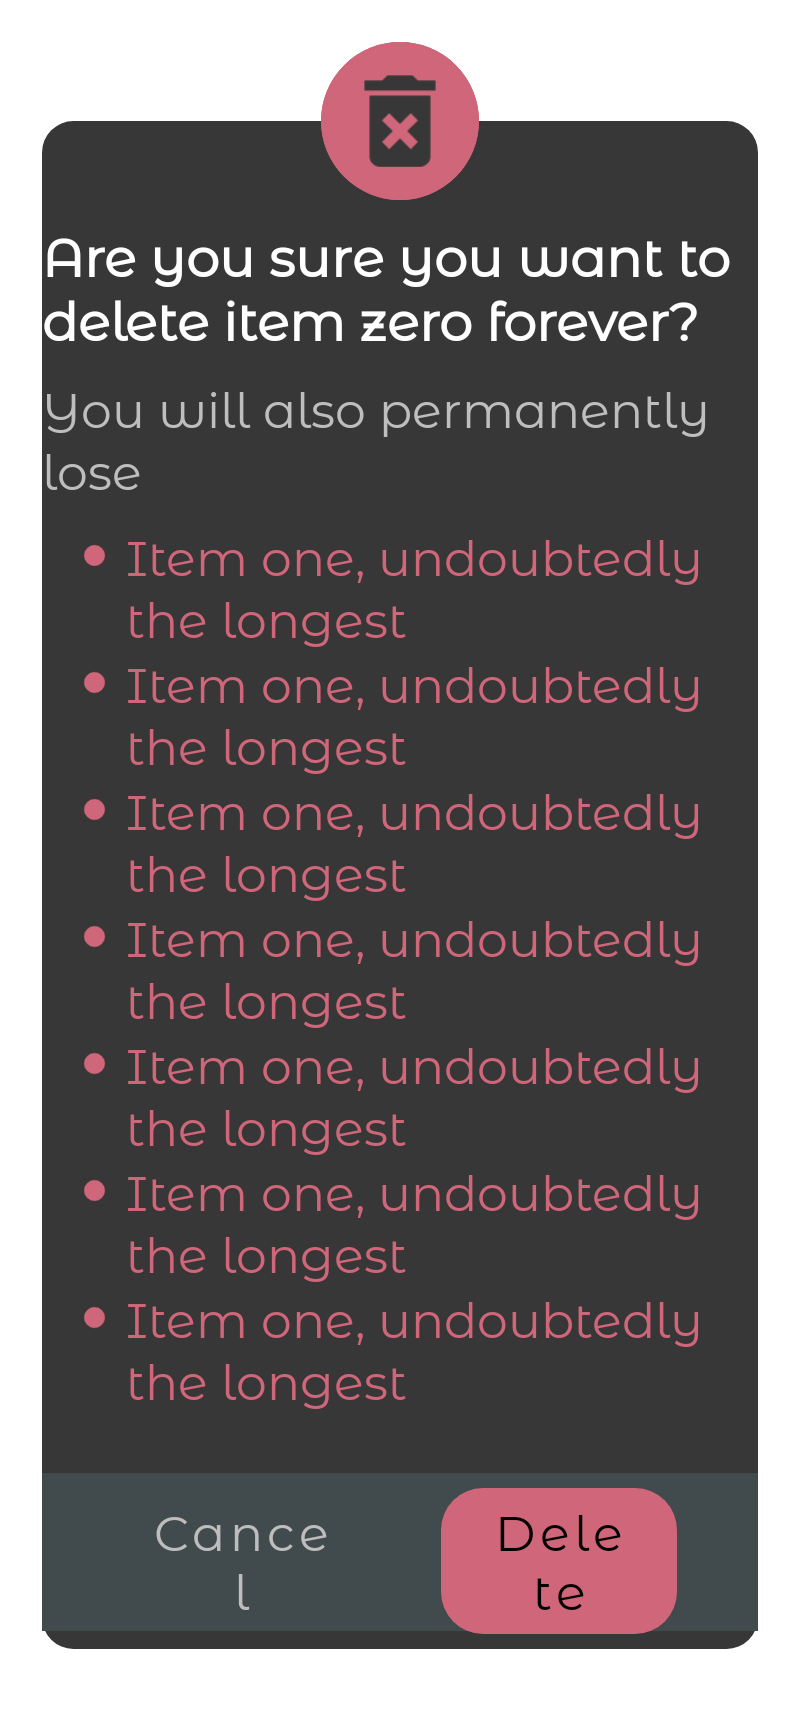 Are you sure you want to
delete item zero forever?
You will also permanently
lose
Item one, undoubtedly
the longest
Item one, undoubtedly
the longest
Item one, undoubtedly
the longest
Item one, undoubtedly
the longest
Item one, undoubtedly
the longest
Item one, undoubtedly
the longest
Item one, undoubtedly
the longest
Cance
l
Dele
te